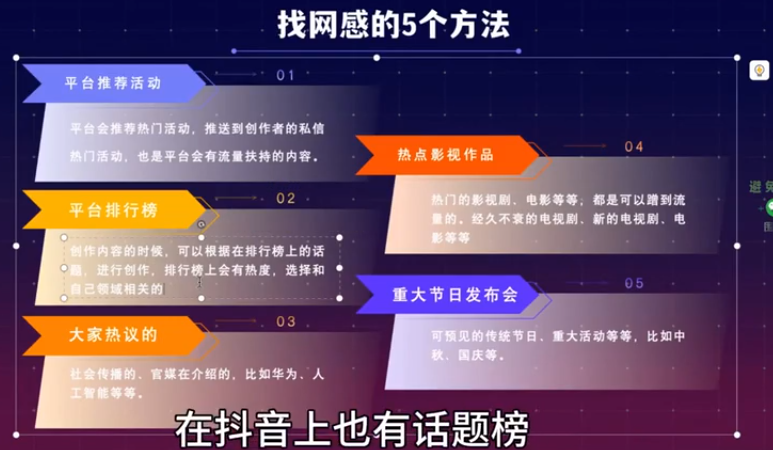 找网感的5个方法
平台推荐活动
01
平台会推荐热门活动，推送到创作者的私信
热门活动，也是平台会有流量扶持的内容。
平台排行榜
02
创作内容的时候，可以根据在排行榜上的话
题，进行创作，排行榜上会有热度，选择和
自己领域相关的
大家热议的
03
社会传播的、官媒在介绍的，比如华为、人
工智能等等。
热点影视作品
04
热门的影视剧、电影等等，都是可以蹭到流
量的。经久不衰的电视剧、新的电视剧、电
影等等
重大节日发布会
05
可预见的传统节日、重大活动等等，比如中
秋、国庆等。
在抖音上也有话题榜